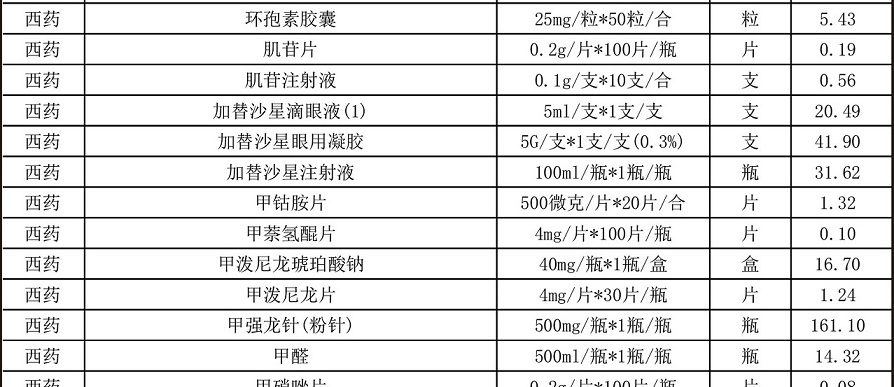 西药 环孢素胶囊 25mg/粒*50粒/合 粒 5.43
西药 肌苷片 0.2g/片*100片/瓶 片 0.19
西药 肌苷注射液 0.1g/支*10支/合 支 0.56
西药 加替沙星滴眼液(1) 5ml/支*1支/支 支 20.49
西药 加替沙星眼用凝胶 5G/支*1支/支(0.3%) 支 41.90
西药 加替沙星注射液 100ml/瓶*1瓶/瓶 瓶 31.62
西药 甲钴胺片 500微克/片*20片/合 片 1.32
西药 甲萘氢醌片 4mg/片*100片/瓶 片 0.10
西药 甲泼尼龙琥珀酸钠 40mg/瓶*1瓶/盒 盒 16.70
西药 甲泼尼龙片 4mg/片*30片/瓶 片 1.24
西药 甲强龙针(粉针) 500mg/瓶*1瓶/瓶 瓶 161.10
西药 甲醛 500ml/瓶*1瓶/瓶 瓶 14.32
西药 甲硝唑片 0.2g/片*100片/瓶 片 0.08